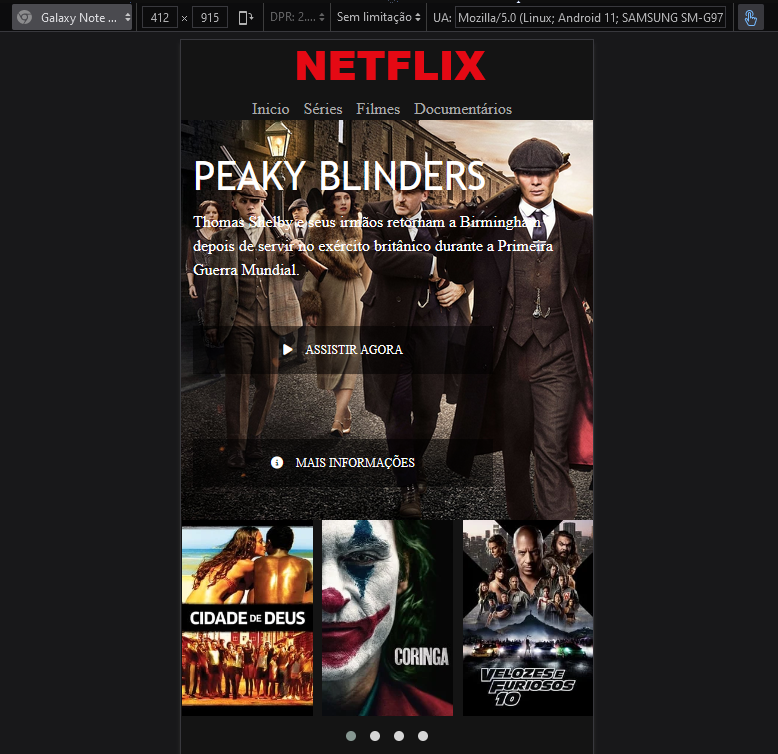 Galaxy Note ...
412 × 915
DPR: 2....
Sem limitação
UA: Mozilla/5.0 (Linux; Android 11; SAMSUNG SM-G97
NETFLIX
Inicio Séries Filmes Documentários
PEAKY BLINDERS
Thomas Shelby e seus irmãos retornam a Birmingham
depois de servir no exército britânico durante a Primeira
Guerra Mundial.
ASSISTIR AGORA
MAIS INFORMAÇÕES
CIDADE DE DEUS
CORINGA
VELOZES E
FURIOSOS
10